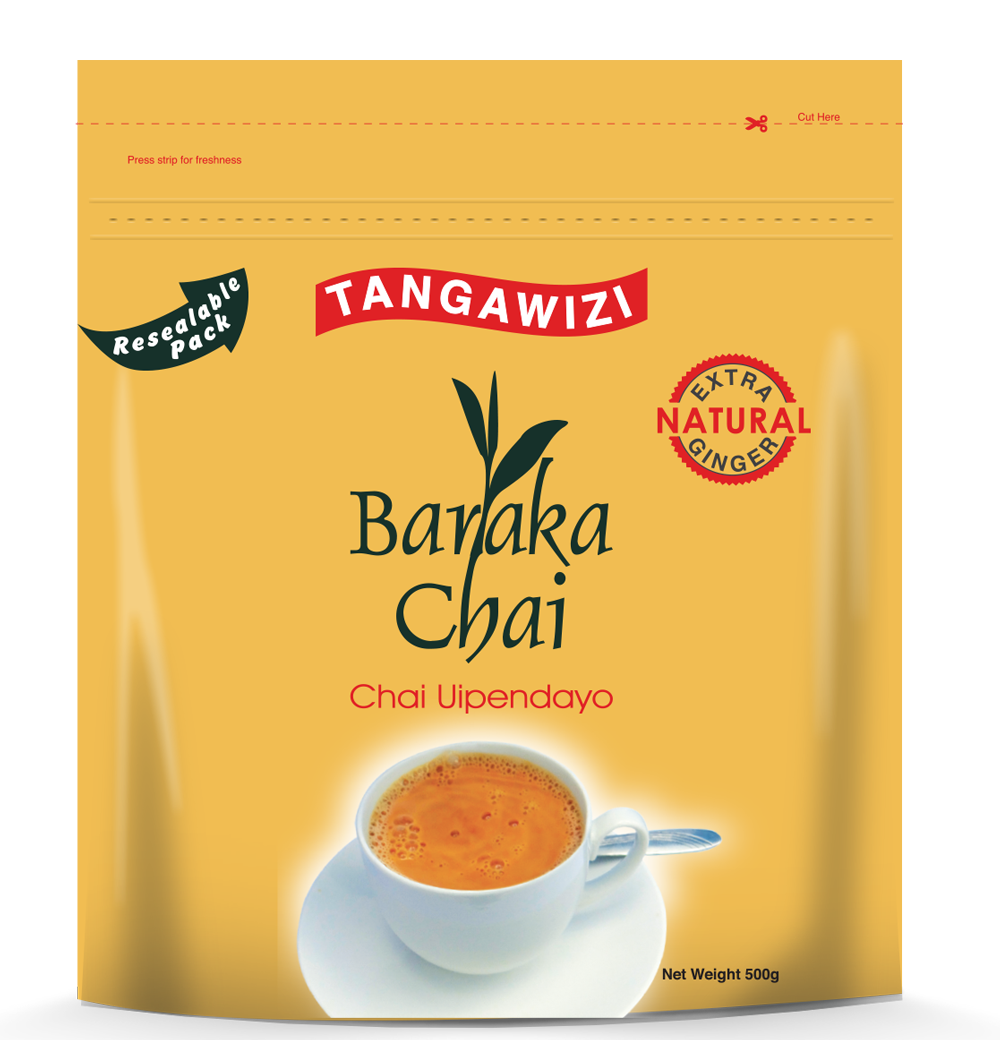 Cut Here
Press strip for freshness
Resealable
Pack
TANGAWIZI
EXTRA
NATURAL
GINGER
Baraka
Chai
Chai Uipendayo
Net Weight 500g